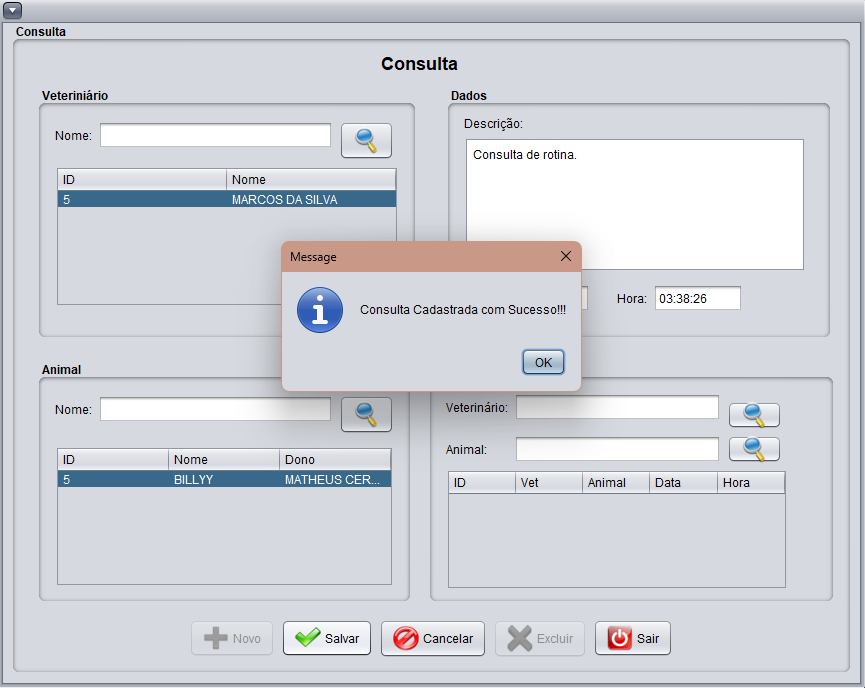 Consulta
Consulta
Veteriniário
Nome:
ID Nome
5 MARCOS DA SILVA
Dados
Descrição:
Consulta de rotina.
Hora: 03:38:26
Message
Consulta Cadastrada com Sucesso!!!
OK
Animal
Nome:
ID Nome Dono
5 BILLYY MATHEUS CER...
Veterinário:
Animal:
ID Vet Animal Data Hora
Novo Salvar Cancelar Excluir Sair